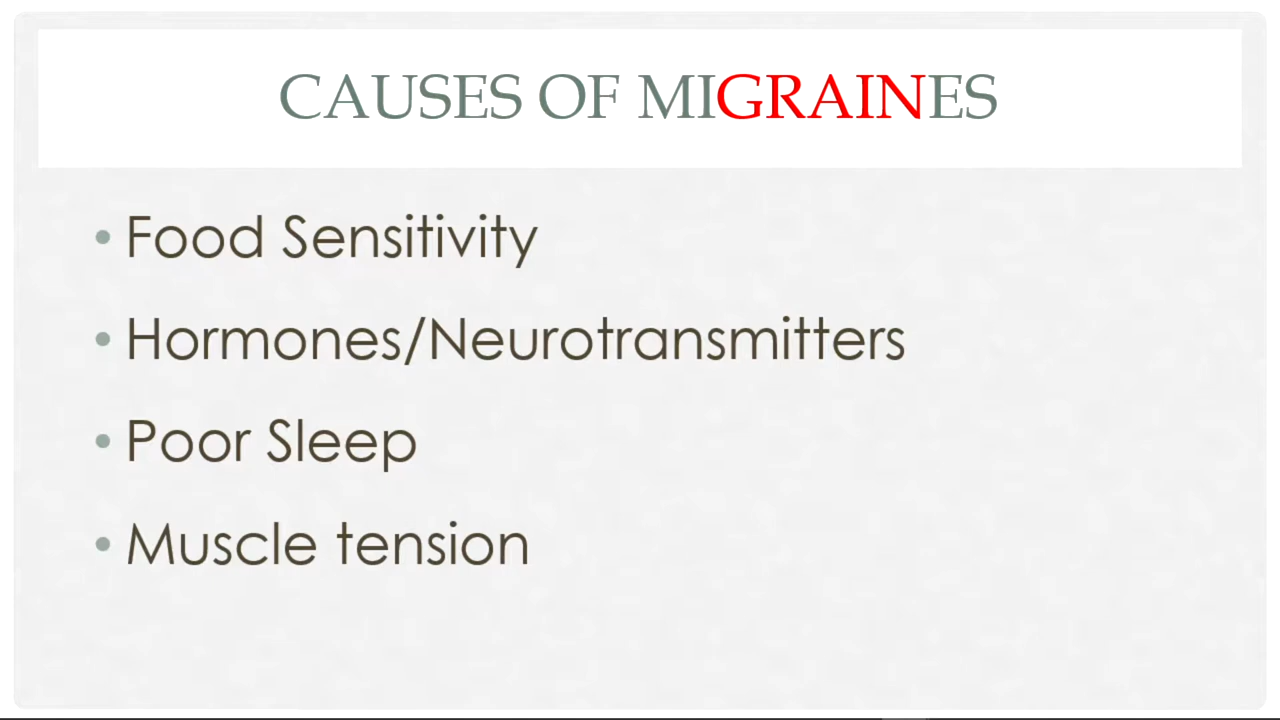 CAUSES OF MIGRAINES
• Food Sensitivity
• Hormones/Neurotransmitters
• Poor Sleep
• Muscle tension